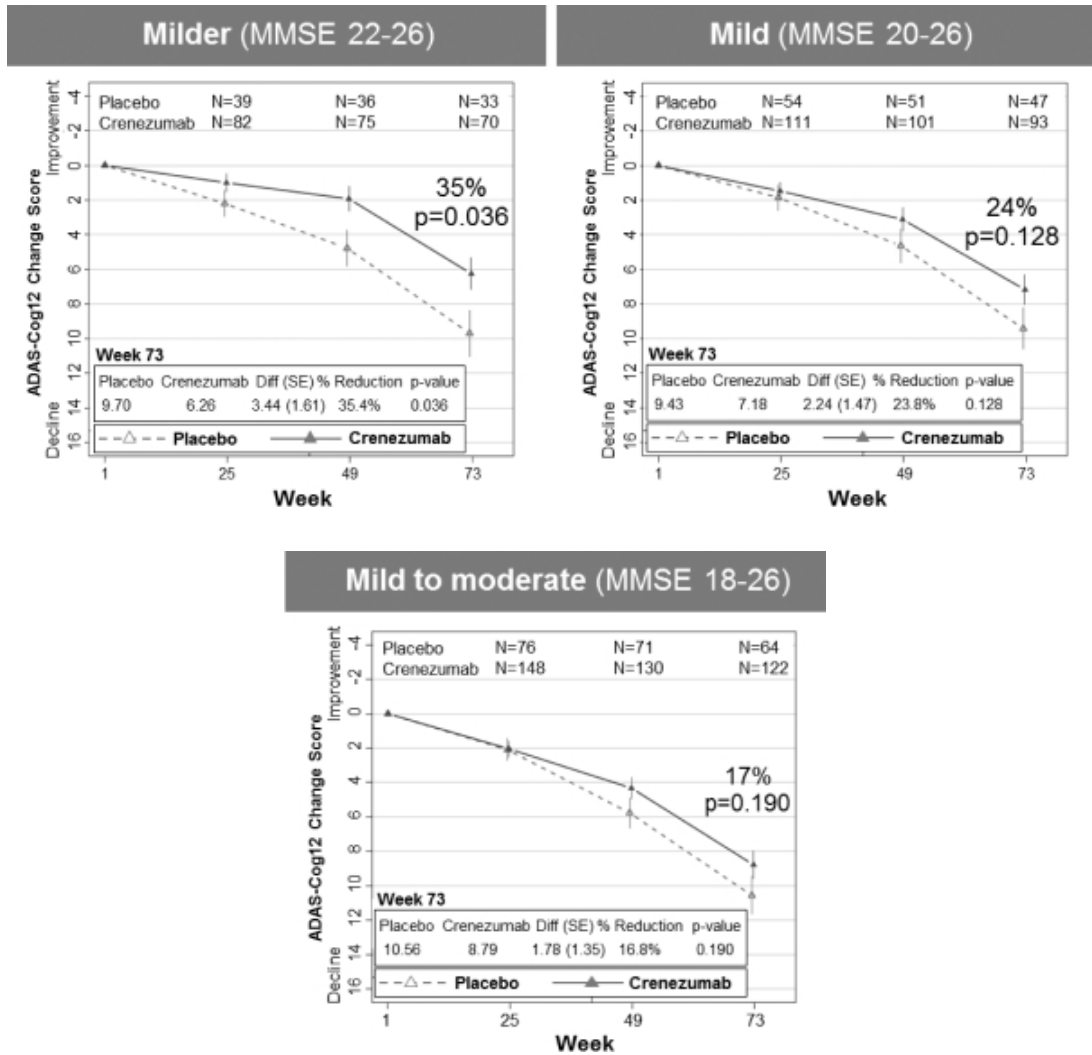 Milder (MMSE 22-26)
Improvement
Decline
ADAS-Cog12 Change Score
-4
-2
0
2
4
6
8
10
12
14
16
Placebo N=39 N=36 N=33
Crenezumab N=82 N=75 N=70
35%
p=0.036
Week 73
Placebo Crenezumab Diff (SE) % Reduction p-value
9.70 6.26 3.44 (1.61) 35.4% 0.036
Placebo Crenezumab
1 25 49 73
Week
Mild (MMSE 20-26)
Improvement
Decline
ADAS-Cog12 Change Score
-4
-2
0
2
4
6
8
10
12
14
16
Placebo N=54 N=51 N=47
Crenezumab N=111 N=101 N=93
24%
p=0.128
Week 73
Placebo Crenezumab Diff (SE) % Reduction p-value
9.43 7.18 2.24 (1.47) 23.8% 0.128
Placebo Crenezumab
1 25 49 73
Week
Mild to moderate (MMSE 18-26)
Improvement
Decline
ADAS-Cog12 Change Score
-4
-2
0
2
4
6
8
10
12
14
16
Placebo N=76 N=71 N=64
Crenezumab N=148 N=130 N=122
17%
p=0.190
Week 73
Placebo Crenezumab Diff (SE) % Reduction p-value
10.56 8.79 1.78 (1.35) 16.8% 0.190
Placebo Crenezumab
1 25 49 73
Week